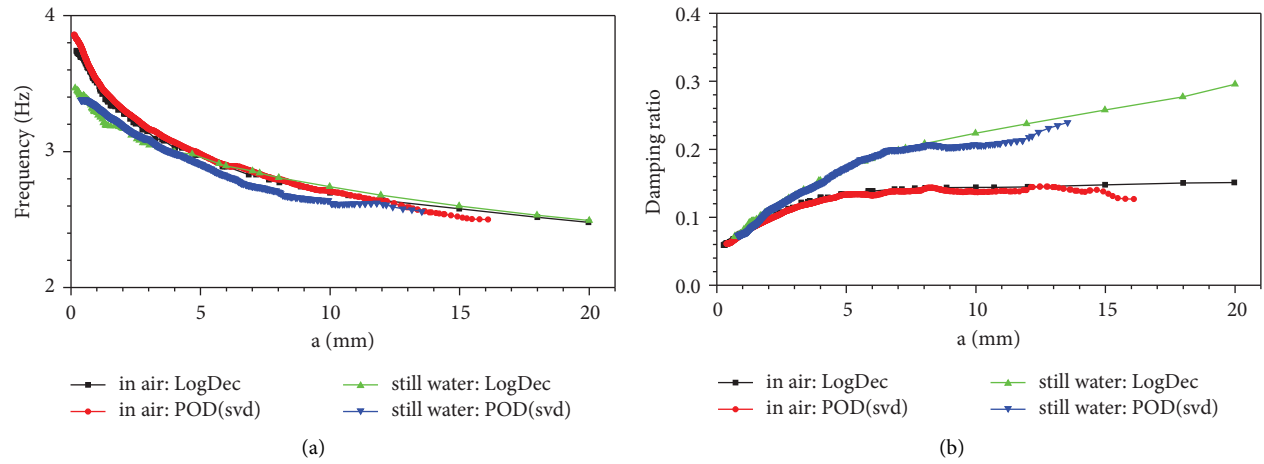 4
3
2
Frequency (Hz)
0 5 10 15 20
a (mm)
in air: LogDec
in air: POD(svd)
still water: LogDec
still water: POD(svd)
(a)
0.4
0.3
0.2
0.1
0.0
Damping ratio
0 5 10 15 20
a (mm)
in air: LogDec
in air: POD(svd)
still water: LogDec
still water: POD(svd)
(b)